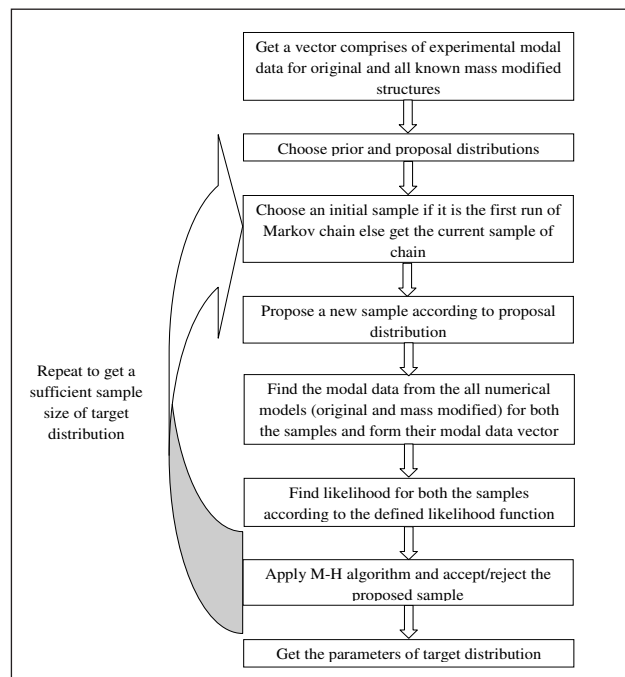 Get a vector comprises of experimental modal
data for original and all known mass modified
structures
Choose prior and proposal distributions
Choose an initial sample if it is the first run of
Markov chain else get the current sample of
chain
Propose a new sample according to proposal
distribution
Repeat to get a
sufficient sample
size of target
distribution
Find the modal data from the all numerical
models (original and mass modified) for both
the samples and form their modal data vector
Find likelihood for both the samples
according to the defined likelihood function
Apply M-H algorithm and accept/reject the
proposed sample
Get the parameters of target distribution